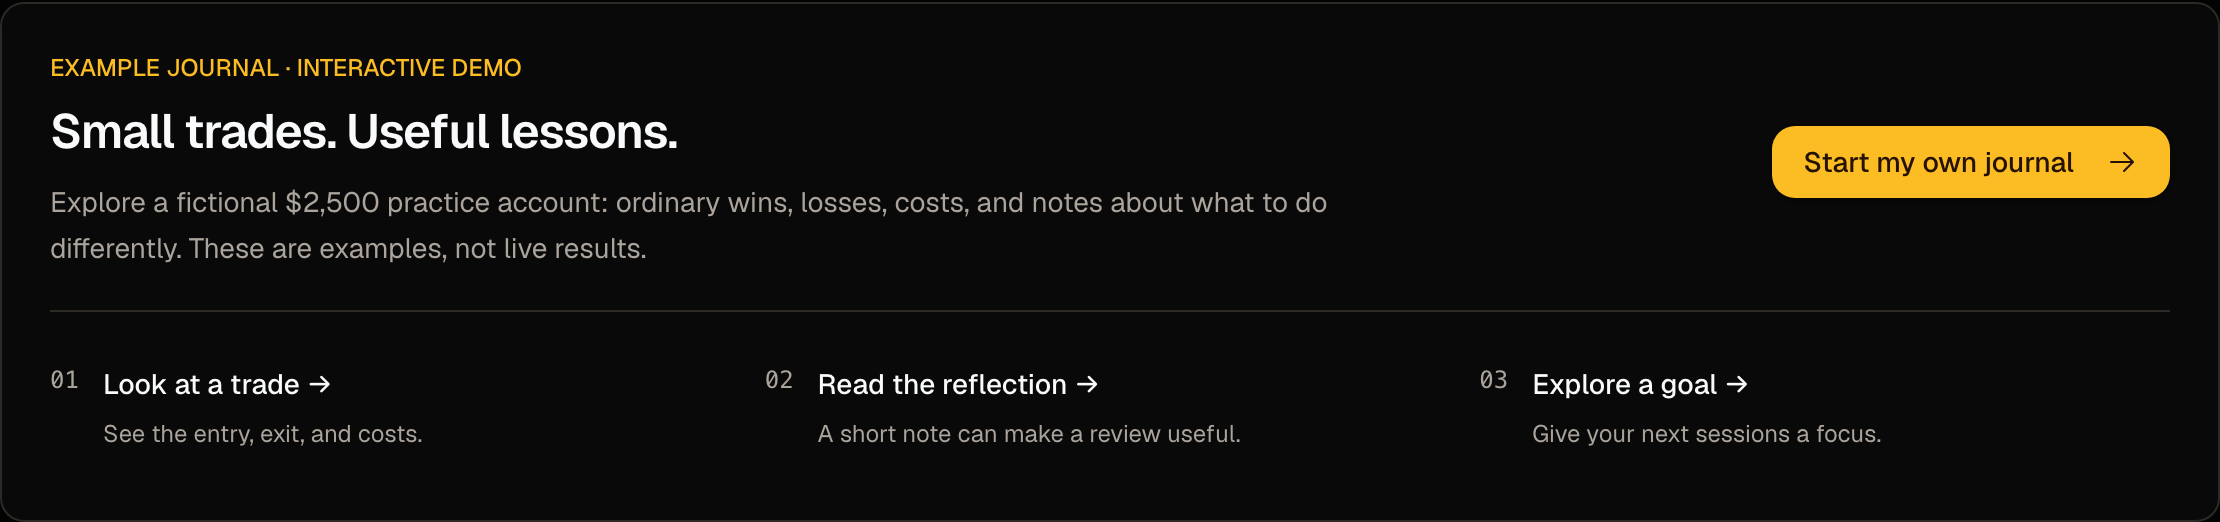 EXAMPLE JOURNAL · INTERACTIVE DEMO
Small trades. Useful lessons.
Explore a fictional $2,500 practice account: ordinary wins, losses, costs, and notes about what to do
differently. These are examples, not live results.
Start my own journal →
01 Look at a trade →
See the entry, exit, and costs.
02 Read the reflection →
A short note can make a review useful.
03 Explore a goal →
Give your next sessions a focus.